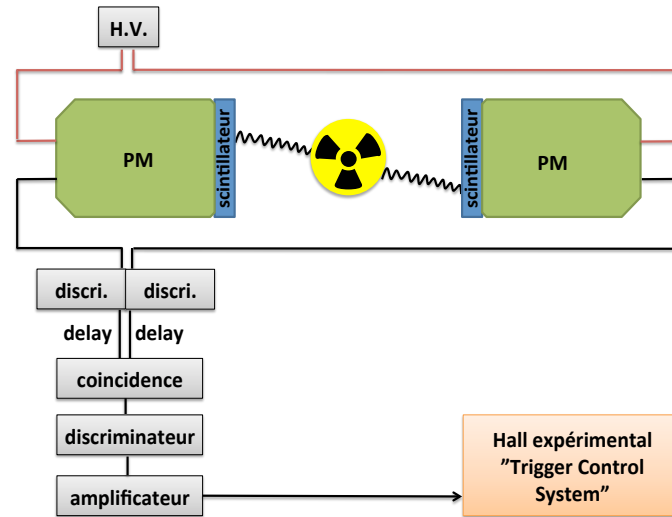 H.V.
PM
scintillateur
scintillateur
PM
discri.
discri.
delay
delay
coincidence
discriminateur
amplificateur
Hall expérimental
”Trigger Control
System”